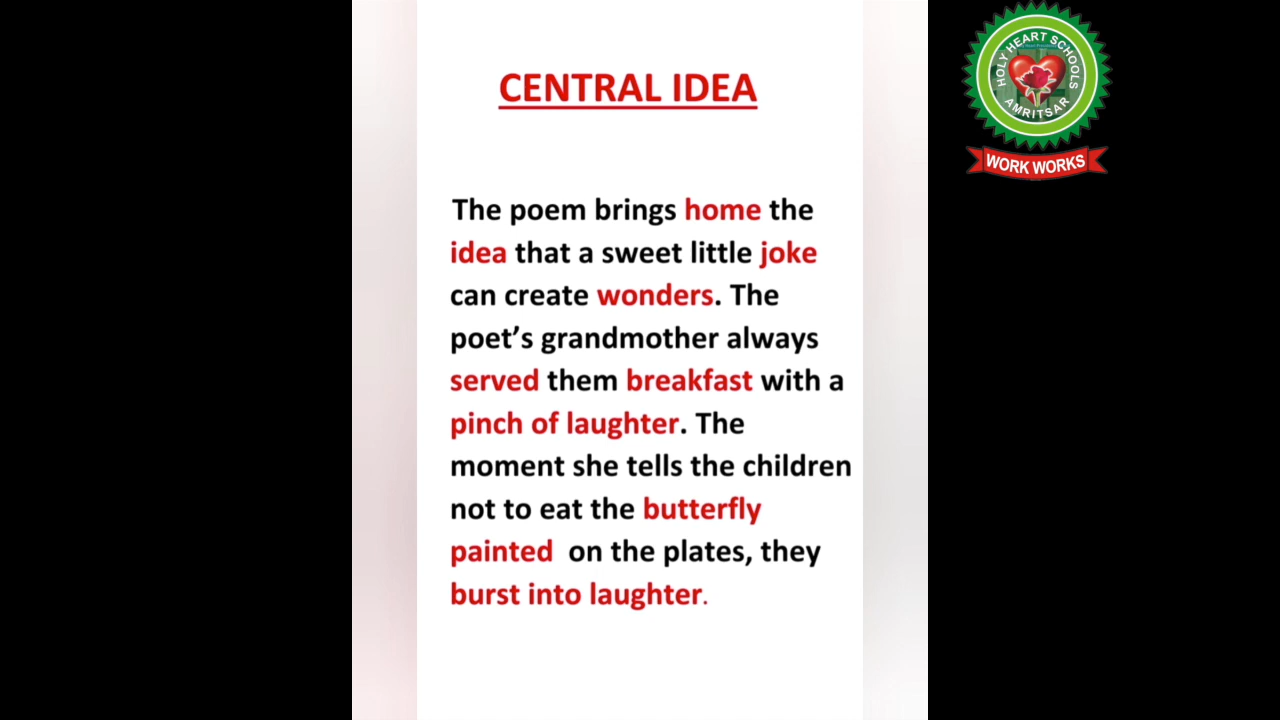 CENTRAL IDEA
The poem brings home the
idea that a sweet little joke
can create wonders. The
poet's grandmother always
served them breakfast with a
pinch of laughter. The
moment she tells the children
not to eat the butterfly
painted on the plates, they
burst into laughter.
HOLY HEART SCHOOLS
AMRITSAR
WORK WORKS